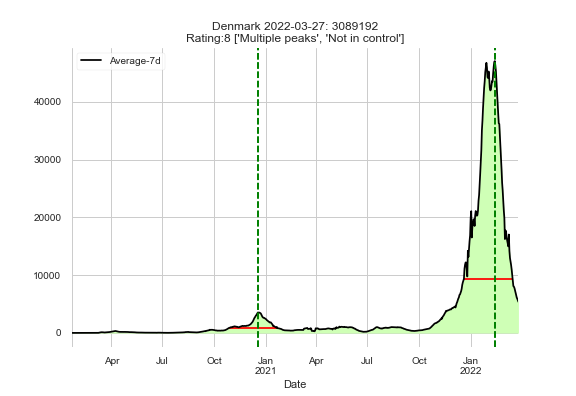 Denmark 2022-03-27: 3089192
Rating:8 ['Multiple peaks', 'Not in control']
Average-7d
40000
30000
20000
10000
0
Apr Jul Oct Jan Apr Jul Oct Jan
2021 2022
Date